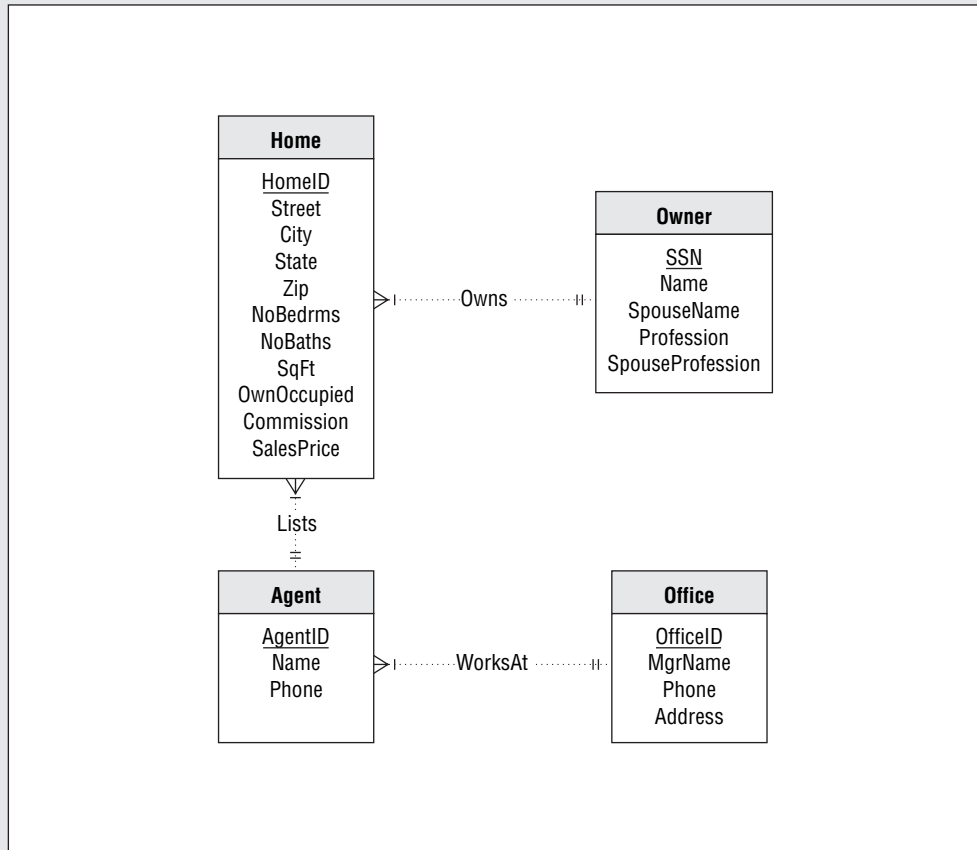 Home
HomeID
Street
City
State
Zip
NoBedrms
NoBaths
SqFt
OwnOccupied
Commission
SalesPrice
Owns
Owner
SSN
Name
SpouseName
Profession
SpouseProfession
Lists
Agent
AgentID
Name
Phone
WorksAt
Office
OfficeID
MgrName
Phone
Address